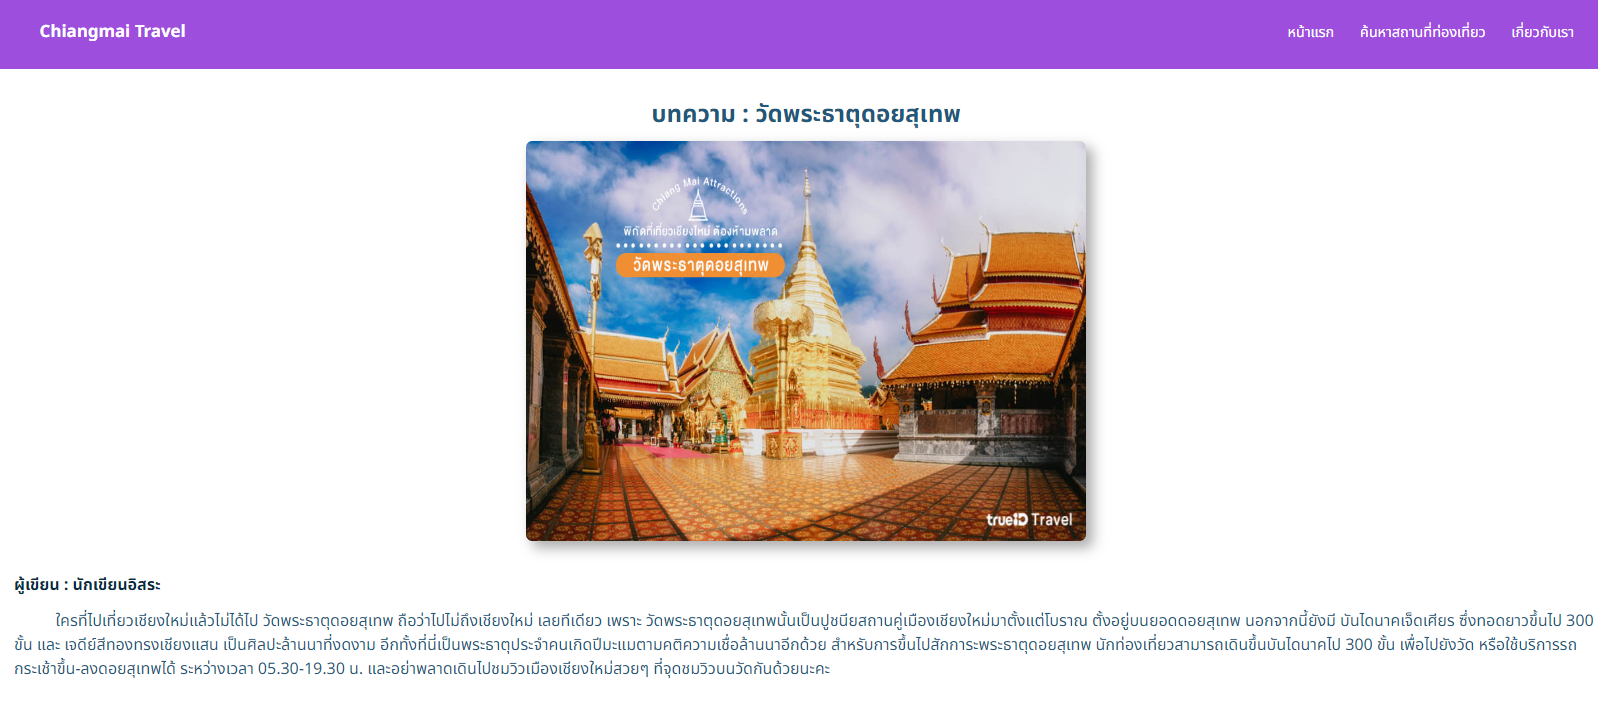 Chiangmai Travel
หน้าแรก ค้นหาสถานที่ท่องเที่ยว เกี่ยวกับเรา
บทความ : วัดพระธาตุดอยสุเทพ
Chiang Mai Attractions
พิกัดที่เที่ยวเชียงใหม่ ต้องห้ามพลาด
วัดพระธาตุดอยสุเทพ
trueID Travel
ผู้เขียน : นักเขียนอิสระ
ใครที่ไปเที่ยวเชียงใหม่แล้วไม่ได้ไป วัดพระธาตุดอยสุเทพ ถือว่าไปไม่ถึงเชียงใหม่ เลยทีเดียว เพราะ วัดพระธาตุดอยสุเทพนั้นเป็นปูชนียสถานคู่เมืองเชียงใหม่มาตั้งแต่โบราณ ตั้งอยู่บนยอดดอยสุเทพ นอกจากนี้ยังมี บันไดนาคเจ็ดเศียร ซึ่งทอดยาวขึ้นไป 300
ขั้น และ เจดีย์สีทองทรงเชียงแสน เป็นศิลปะล้านนาที่งดงาม อีกทั้งที่นี่เป็นพระธาตุประจำคนเกิดปีมะแมตามคติความเชื่อล้านนาอีกด้วย สำหรับการขึ้นไปสักการะพระธาตุดอยสุเทพ นักท่องเที่ยวสามารถเดินขึ้นบันไดนาคไป 300 ขั้น เพื่อไปยังวัด หรือใช้บริการรถ
กระเช้าขึ้น-ลงดอยสุเทพได้ ระหว่างเวลา 05.30-19.30 น. และอย่าพลาดเดินไปชมวิวเมืองเชียงใหม่สวยๆ ที่จุดชมวิวบนวัดกันด้วยนะคะ